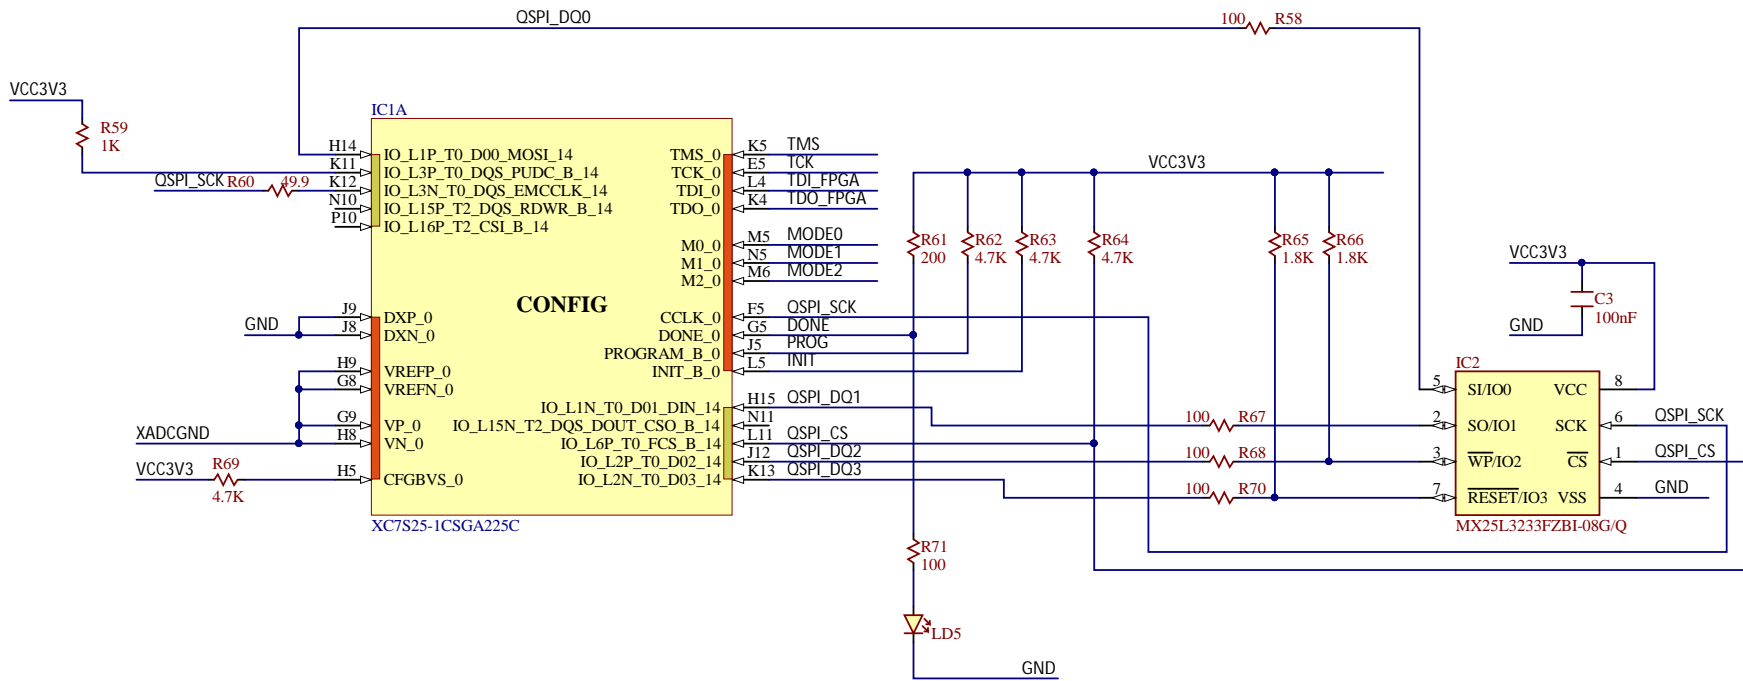 QSPI_DQ0
100 R58
VCC3V3
R59
1K
IC1A
H14 IO_L1P_T0_D00_MOSI_14
K11 IO_L3P_T0_DQS_PUDC_B_14
QSPI_SCK R60 49.9 K12 IO_L3N_T0_DQS_EMCCLK_14
N10 IO_L15P_T2_DQS_RDWR_B_14
P10 IO_L16P_T2_CSI_B_14
TMS_0 K5 TMS
TCK_0 E5 TCK
TDI_0 L4 TDI_FPGA
TDO_0 K4 TDO_FPGA
M0_0 M5 MODE0
M1_0 N5 MODE1
M2_0 M6 MODE2
CONFIG
GND
J9 DXP_0
J8 DXN_0
H9 VREFP_0
G8 VREFN_0
G9 VP_0
XADCGND H8 VN_0
VCC3V3 R69 4.7K H5 CFGBVS_0
CCLK_0 F5 QSPI_SCK
DONE_0 G5 DONE
PROGRAM_B_0 J5 PROG
INIT_B_0 L5 INIT
IO_L1N_T0_D01_DIN_14 H15 QSPI_DQ1
IO_L15N_T2_DQS_DOUT_CSO_B_14 N11
IO_L6P_T0_FCS_B_14 L11 QSPI_CS
IO_L2P_T0_D02_14 J12 QSPI_DQ2
IO_L2N_T0_D03_14 K13 QSPI_DQ3
XC7S25-1CSGA225C
VCC3V3
R61
200
R62
4.7K
R63
4.7K
R64
4.7K
R65
1.8K
R66
1.8K
100 R67
100 R68
100 R70
R71
100
LD5
GND
VCC3V3
C3
100nF
GND
IC2
5 SI/IO0 VCC 8
2 SO/IO1 SCK 6 QSPI_SCK
3 WP/IO2 CS 1 QSPI_CS
7 RESET/IO3 VSS 4 GND
MX25L3233FZBI-08G/Q